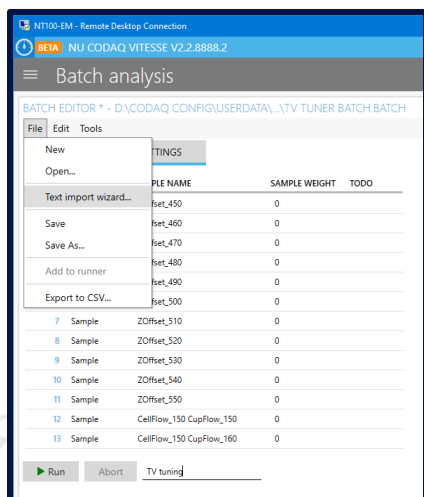 NT100-EM - Remote Desktop Connection
BETA NU CODAQ VITESSE V2.2.8888.2
Batch analysis
BATCH EDITOR * - D:\CODAQ CONFIG\USERDATA\...\TV TUNER BATCH.BATCH
File Edit Tools
New
TTINGS
Open...
PLE NAME SAMPLE WEIGHT TODO
Text import wizard...
fset_450 0
Save
fset_460 0
Save As...
fset_470 0
fset_480 0
Add to runner
fset_490 0
Export to CSV...
fset_500 0
7 Sample ZOffset_510 0
8 Sample ZOffset_520 0
9 Sample ZOffset_530 0
10 Sample ZOffset_540 0
11 Sample ZOffset_550 0
12 Sample CellFlow_150 CupFlow_150 0
13 Sample CellFlow_150 CupFlow_160 0
Run Abort TV tuning